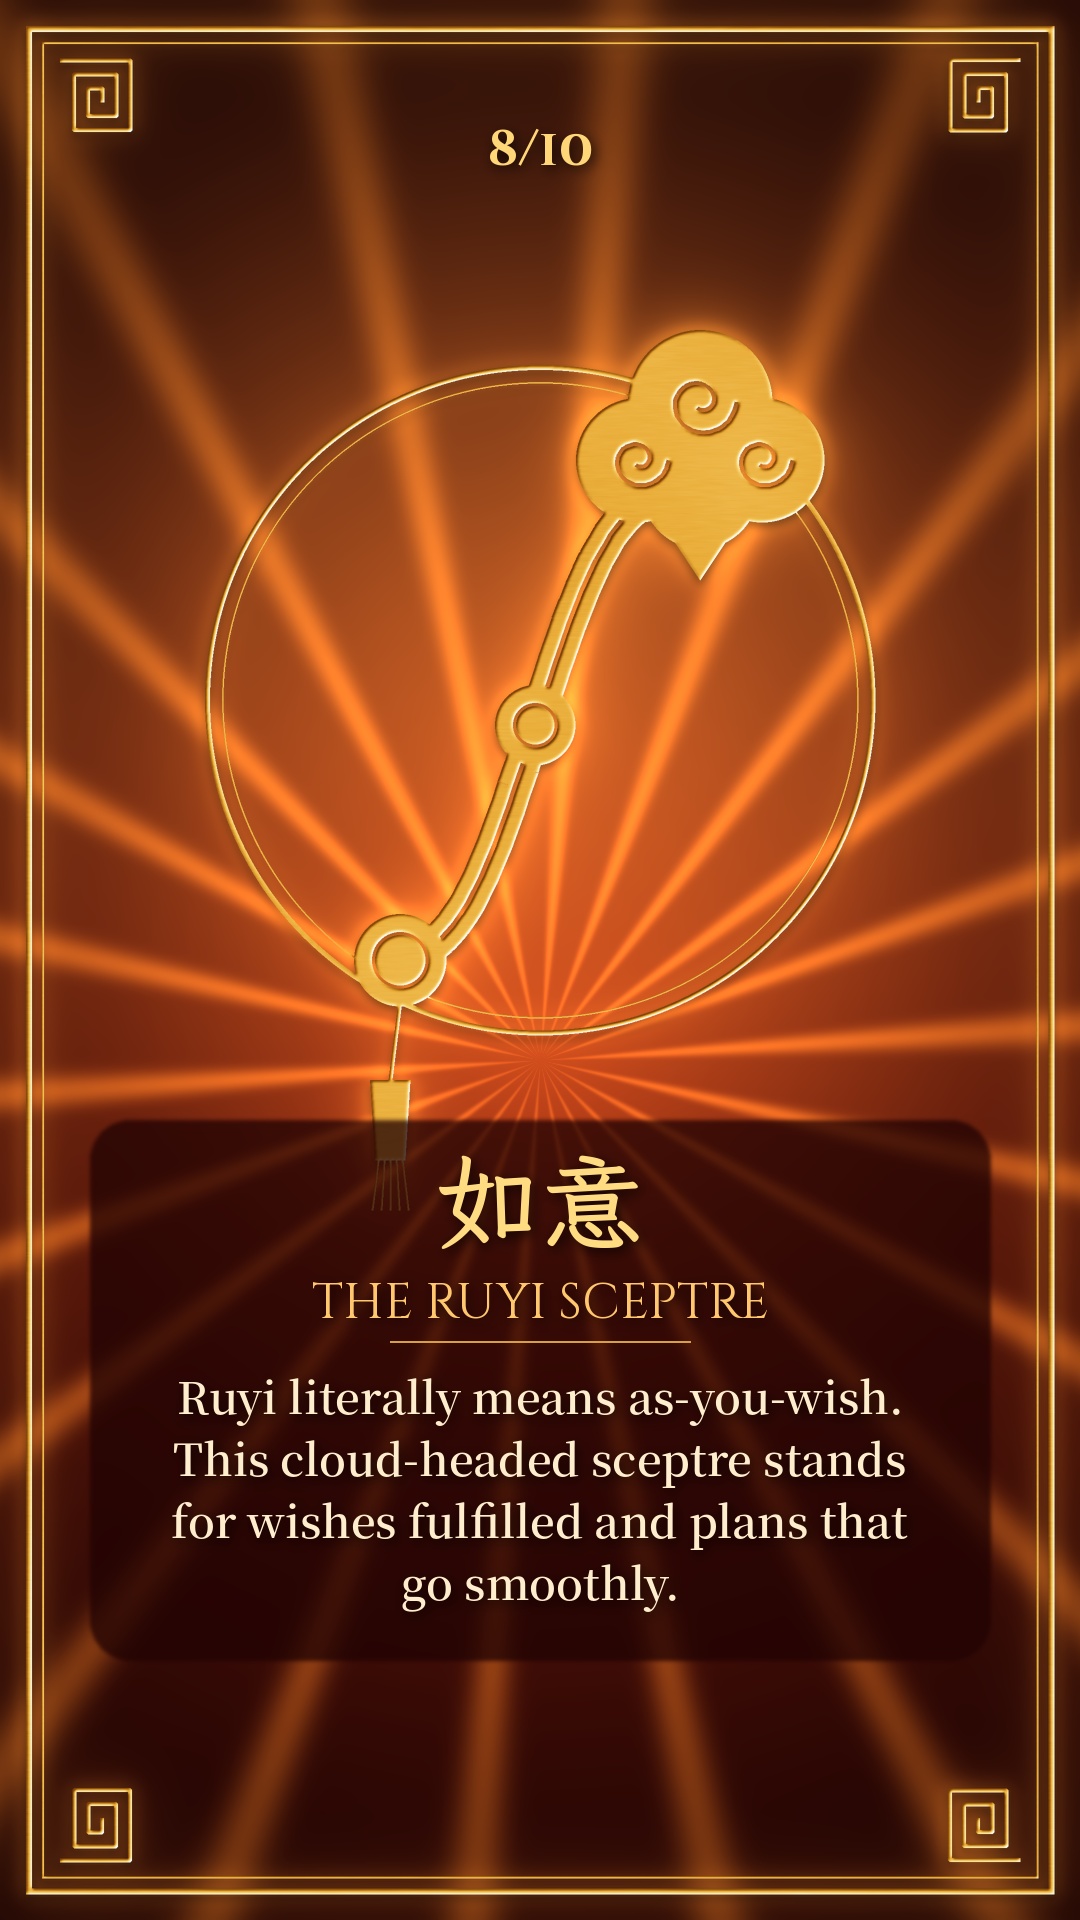 8/10
如意
THE RUYI SCEPTRE
Ruyi literally means as-you-wish.
This cloud-headed sceptre stands
for wishes fulfilled and plans that
go smoothly.